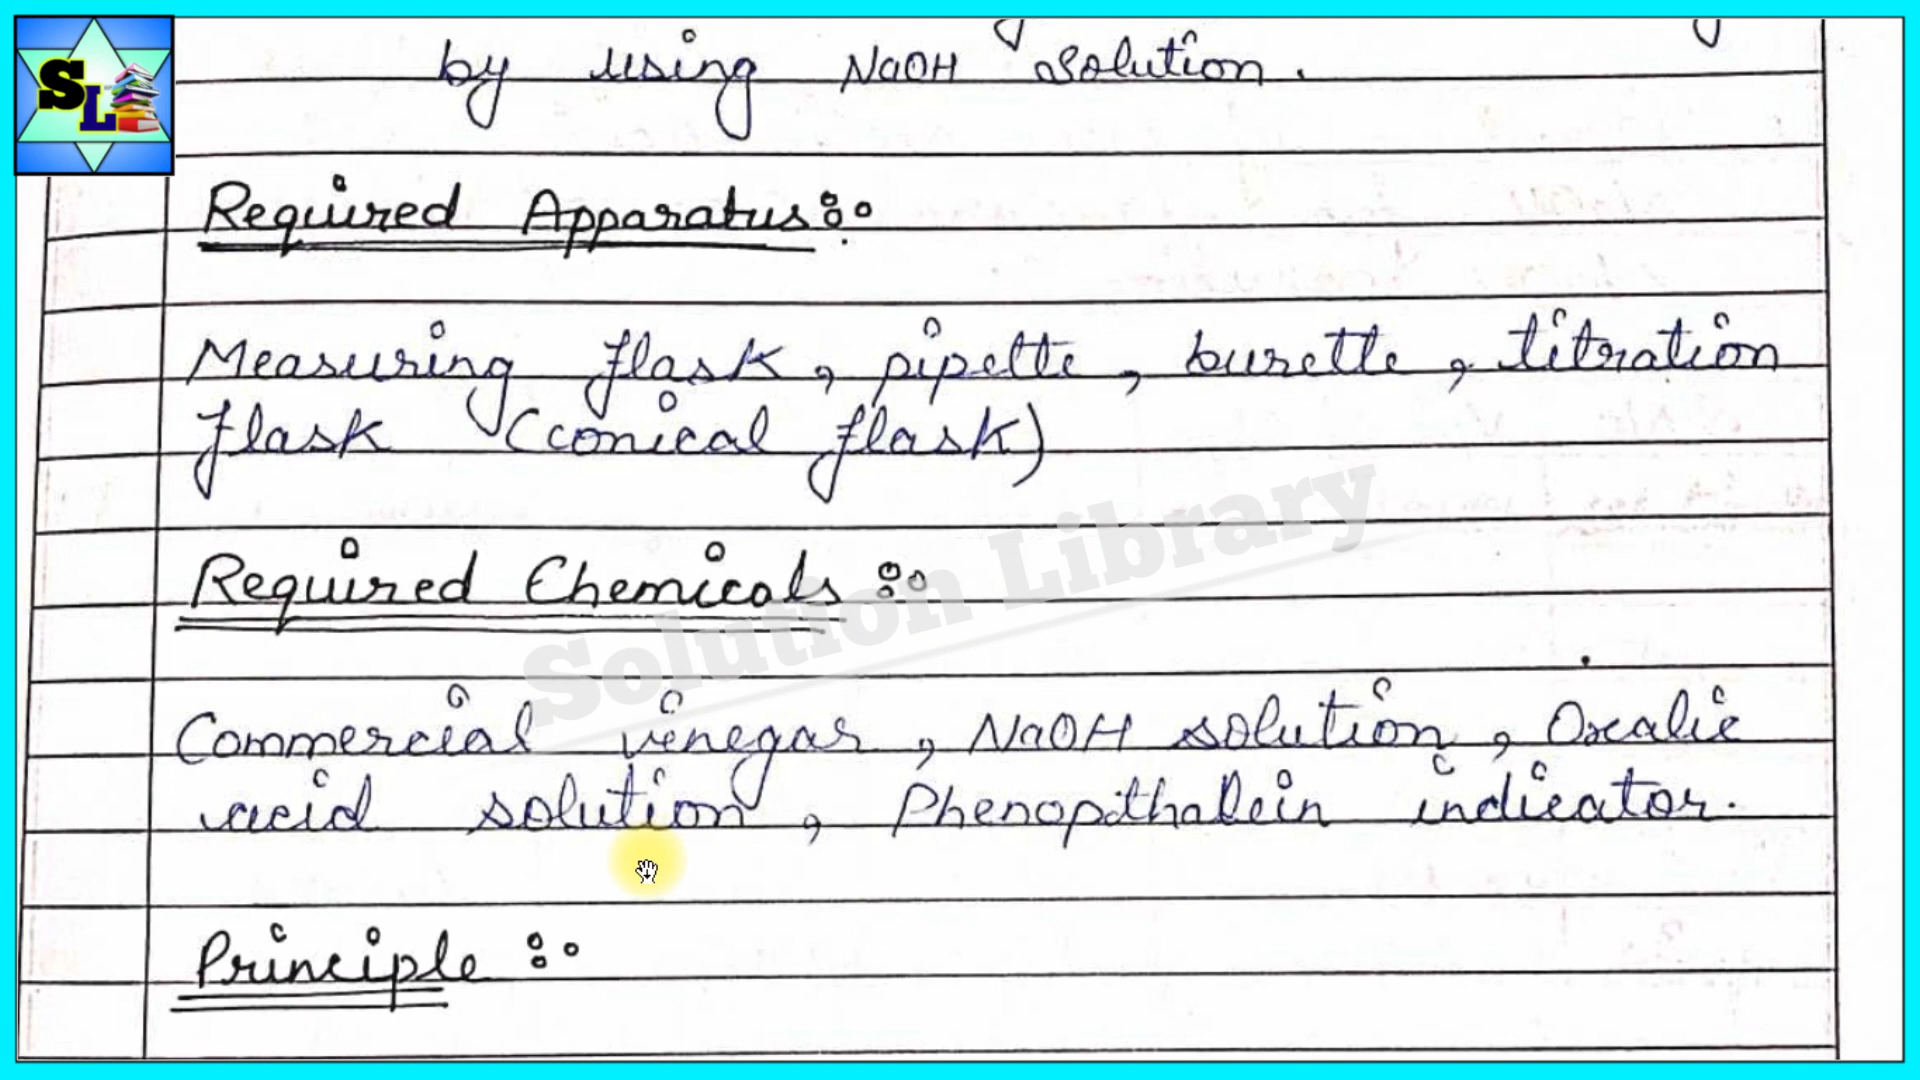 SL
by using NaOH solution.
Required Apparatus:-
Measuring flask, pipette, burette, titration
flask (conical flask)
Required Chemicals :-
Solution Library
Commercial vinegar, NaOH solution, Oxalic
acid solution, Phenopithalein indicator.
Principle :-